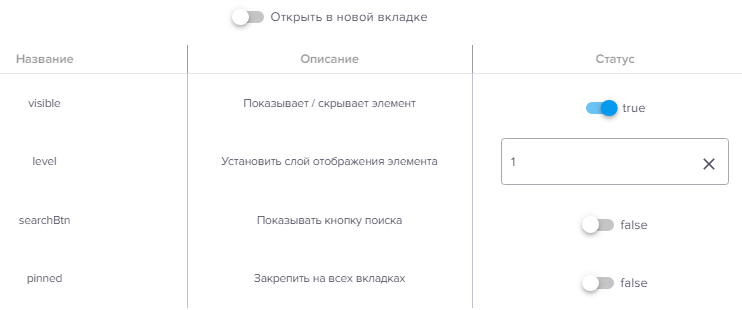 Открыть в новой вкладке
Название Описание Статус
visible Показывает / скрывает элемент true
level Установить слой отображения элемента 1
searchBtn Показывать кнопку поиска false
pinned Закрепить на всех вкладках false